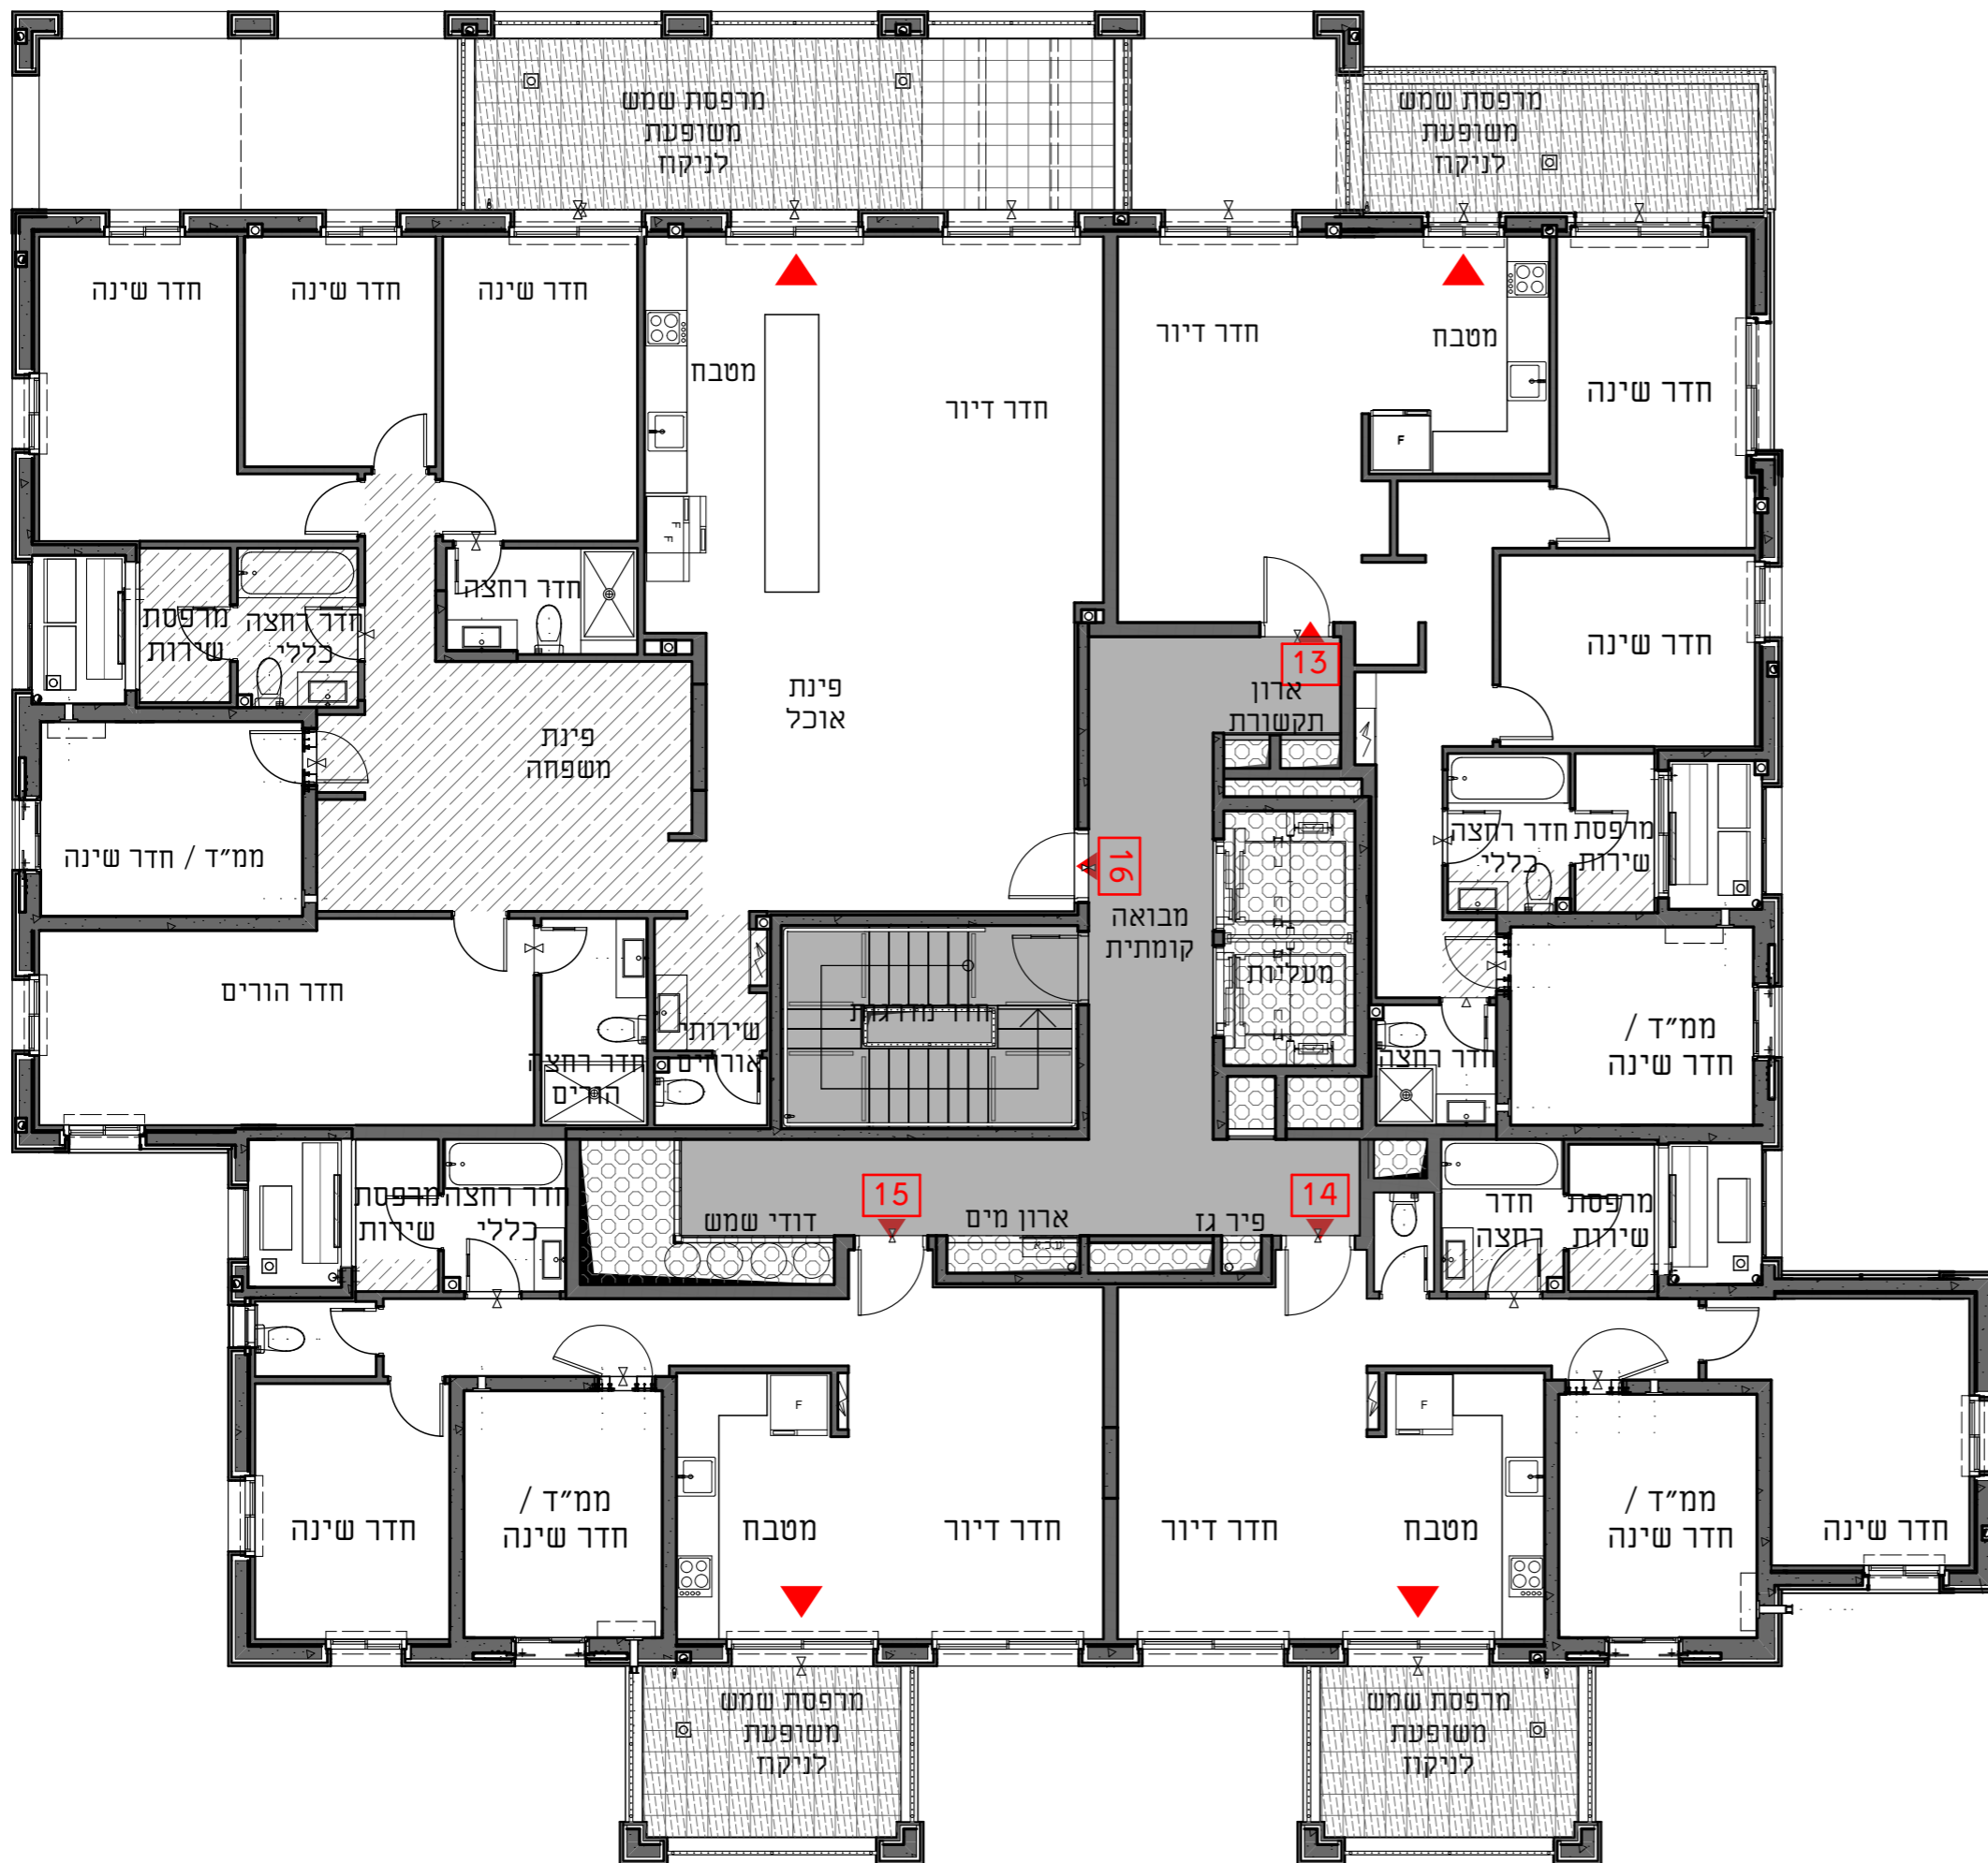 מרפסת שמש
משופעת
לניקוז
מרפסת שמש
משופעת
לניקוז
חדר שינה
חדר שינה
חדר שינה
מטבח
חדר דיור
חדר דיור
מטבח
חדר שינה
F
F
F
חדר רחצה
מרפסת
שירות
חדר רחצה
כללי
חדר שינה
13
ארון
תקשורת
פינת
אוכל
פינת
משפחה
ממ״ד / חדר שינה
16
מבואה
קומתית
מעליות
חדר רחצה
כללי
מרפסת
שירות
חדר הורים
חדר מדרגות
שירותי
אורחים
חדר רחצה
הורים
חדר רחצה
ממ״ד /
חדר שינה
מרפסת
שירות
חדר רחצה
כללי
דודי שמש
15
ארון מים
פיר גז
14
חדר
רחצה
מרפסת
שירות
F
F
חדר שינה
ממ״ד /
חדר שינה
מטבח
חדר דיור
חדר דיור
מטבח
ממ״ד /
חדר שינה
חדר שינה
מרפסת שמש
משופעת
לניקוז
מרפסת שמש
משופעת
לניקוז